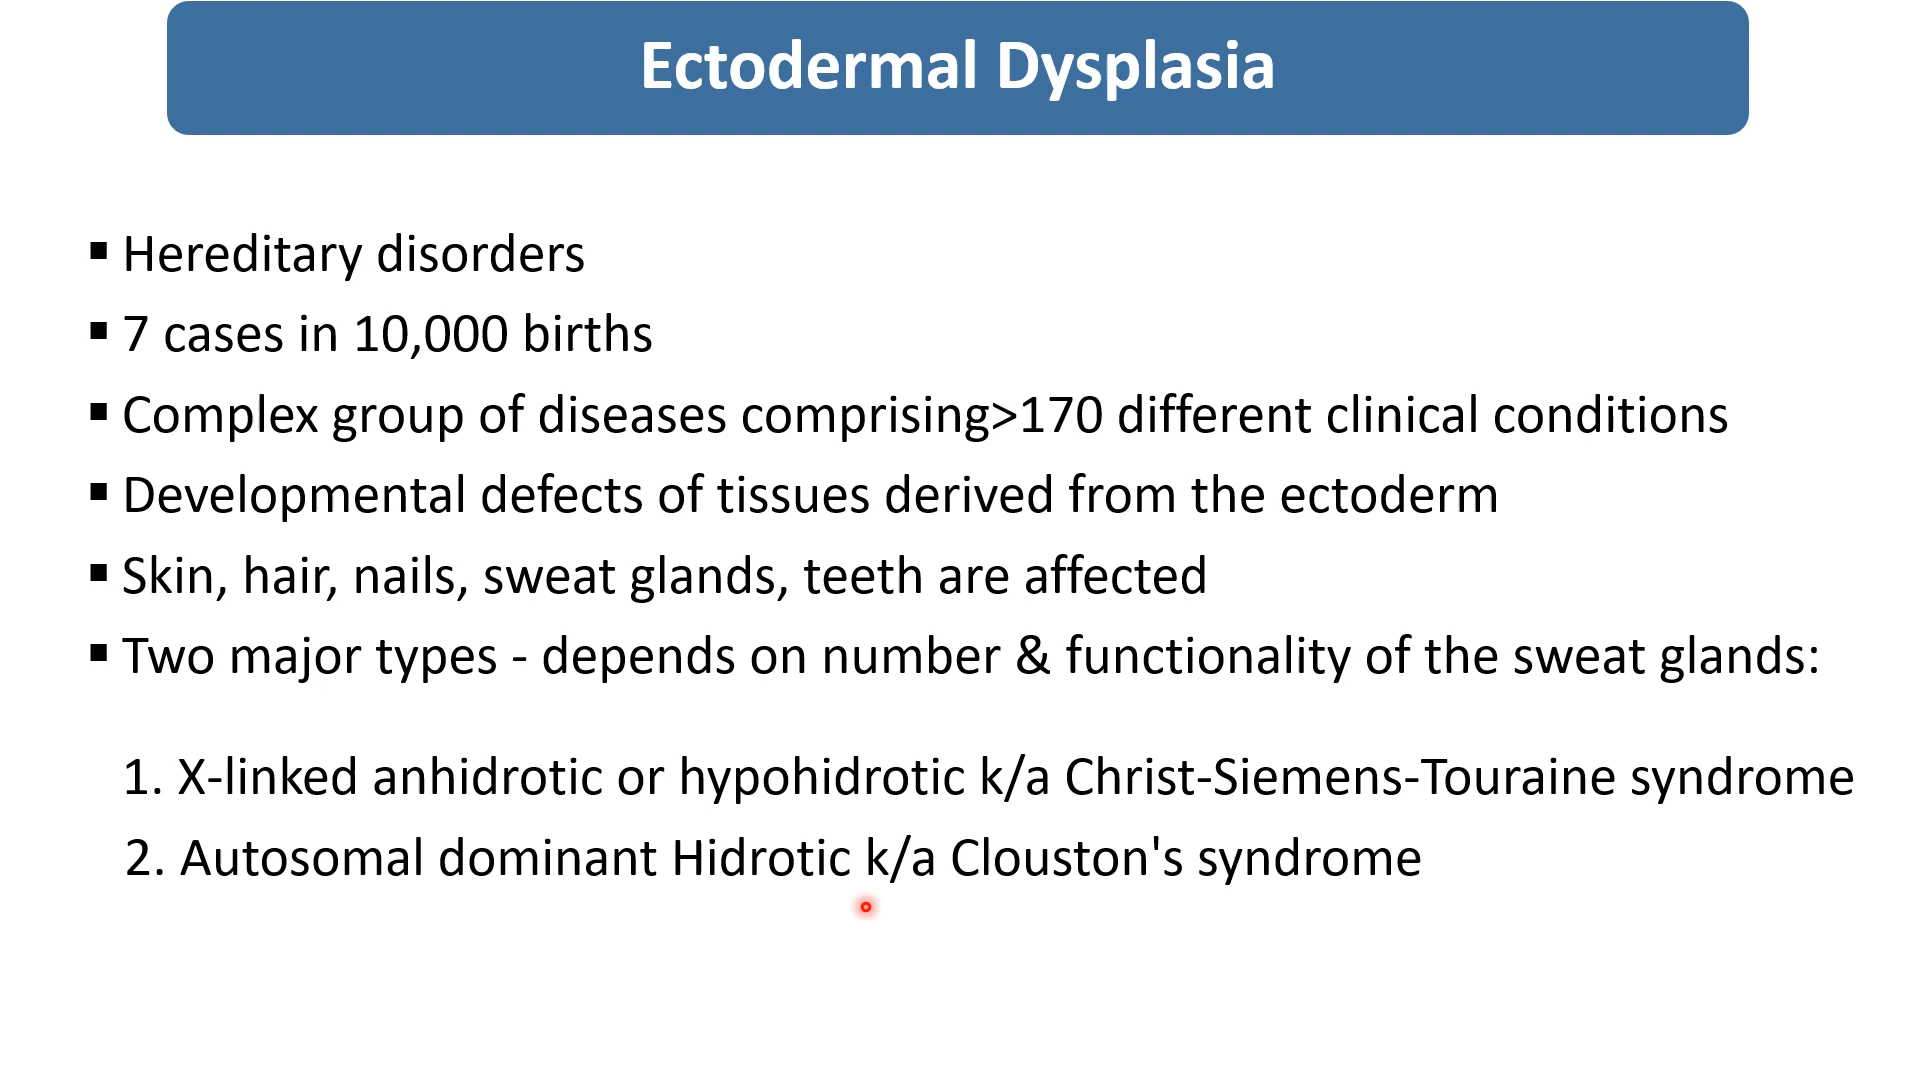 Ectodermal Dysplasia
▪ Hereditary disorders
▪ 7 cases in 10,000 births
▪ Complex group of diseases comprising>170 different clinical conditions
▪ Developmental defects of tissues derived from the ectoderm
▪ Skin, hair, nails, sweat glands, teeth are affected
▪ Two major types - depends on number & functionality of the sweat glands:
1. X-linked anhidrotic or hypohidrotic k/a Christ-Siemens-Touraine syndrome
2. Autosomal dominant Hidrotic k/a Clouston's syndrome